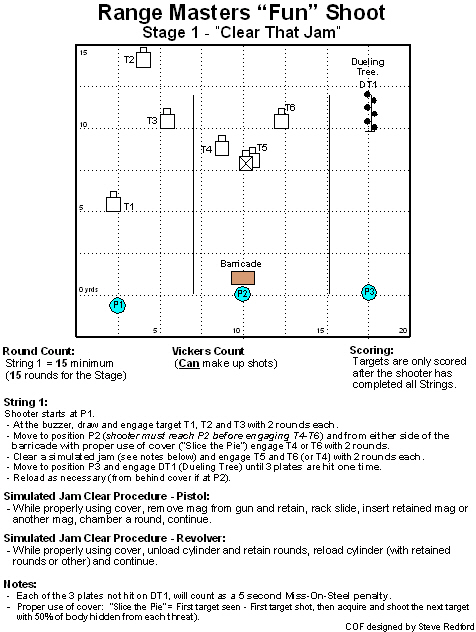 Range Masters “Fun” Shoot
Stage 1 - "Clear That Jam"
15
T2
Dueling
Tree.
DT1
T3
T6
10
T4
T5
T1
5
Barricade
0 yrds
P1
P2
P3
5
10
15
20
Round Count:
String 1 = 15 minimum
(15 rounds for the Stage)
Vickers Count
(Can make up shots)
Scoring:
Targets are only scored
after the shooter has
completed all Strings.
String 1:
Shooter starts at P1.
- At the buzzer, draw and engage target T1, T2 and T3 with 2 rounds each.
- Move to position P2 (shooter must reach P2 before engaging T4-T6) and from either side of the
barricade with proper use of cover ("Slice the Pie") engage T4 or T6 with 2 rounds.
- Clear a simulated jam (see notes below) and engage T5 and T6 (or T4) with 2 rounds each.
- Move to position P3 and engage DT1 (Dueling Tree) until 3 plates are hit one time.
- Reload as necessary (from behind cover if at P2).
Simulated Jam Clear Procedure - Pistol:
- While properly using cover, remove mag from gun and retain, rack slide, insert retained mag or
another mag, chamber a round, continue.
Simulated Jam Clear Procedure - Revolver:
- While properly using cover, unload cylinder and retain rounds, reload cylinder (with retained
rounds or other) and continue.
Notes:
- Each of the 3 plates not hit on DT1, will count as a 5 second Miss-On-Steel penalty.
- Proper use of cover: "Slice the Pie" = First target seen - First target shot, then acquire and shoot the next target
with 50% of body hidden from each threat).
COF designed by Steve Redford